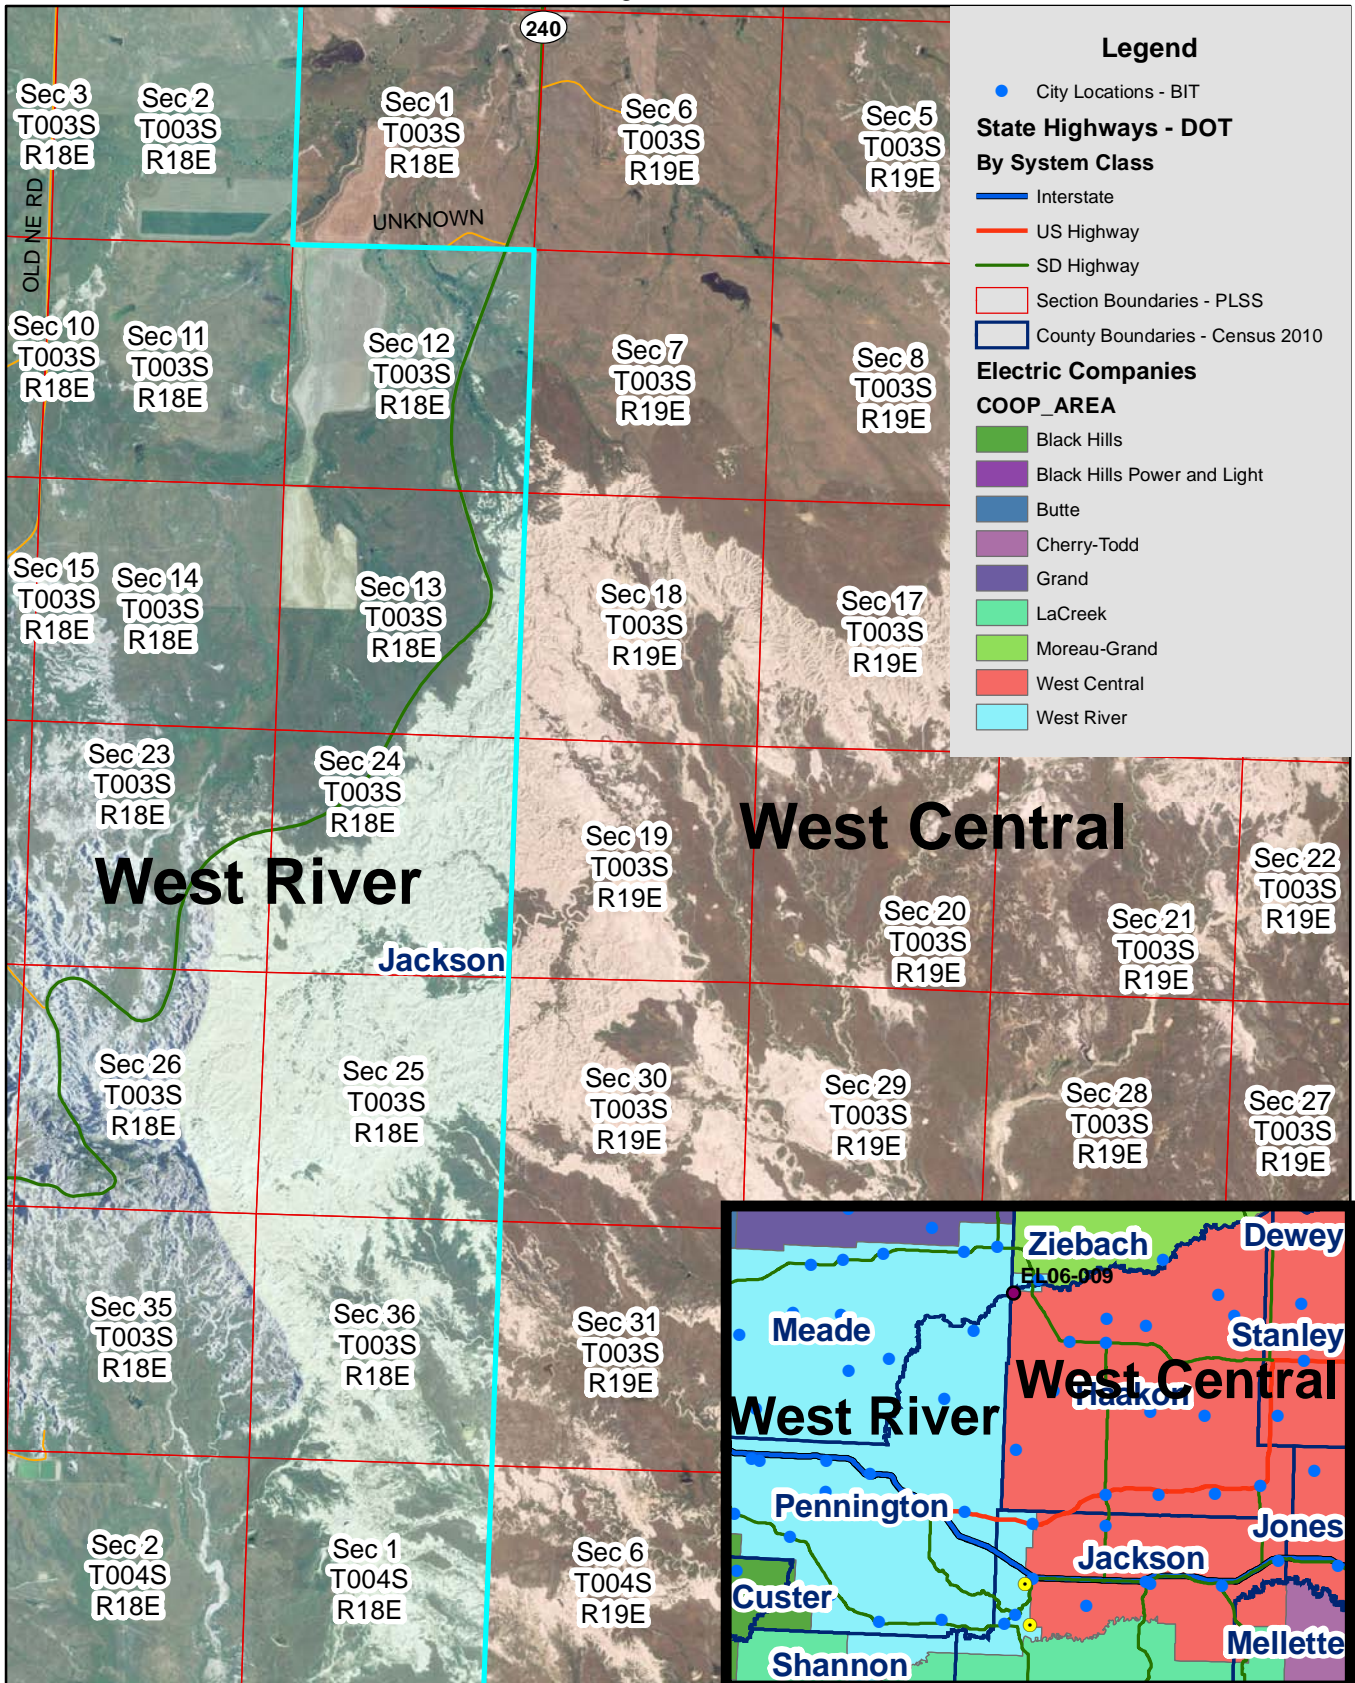 240
Sec 3
T003S
R18E
Sec 2
T003S
R18E
Sec 1
T003S
R18E
Sec 6
T003S
R19E
Sec 5
T003S
R19E
OLD NE RD
UNKNOWN
Sec 10
T003S
R18E
Sec 11
T003S
R18E
Sec 12
T003S
R18E
Sec 7
T003S
R19E
Sec 8
T003S
R19E
Sec 15
T003S
R18E
Sec 14
T003S
R18E
Sec 13
T003S
R18E
Sec 18
T003S
R19E
Sec 17
T003S
R19E
Sec 23
T003S
R18E
Sec 24
T003S
R18E
West River
West Central
Sec 19
T003S
R19E
Sec 20
T003S
R19E
Sec 21
T003S
R19E
Sec 22
T003S
R19E
Jackson
Sec 26
T003S
R18E
Sec 25
T003S
R18E
Sec 30
T003S
R19E
Sec 29
T003S
R19E
Sec 28
T003S
R19E
Sec 27
T003S
R19E
Sec 35
T003S
R18E
Sec 36
T003S
R18E
Sec 31
T003S
R19E
Sec 2
T004S
R18E
Sec 1
T004S
R18E
Sec 6
T004S
R19E
Legend
City Locations - BIT
State Highways - DOT
By System Class
Interstate
US Highway
SD Highway
Section Boundaries - PLSS
County Boundaries - Census 2010
Electric Companies
COOP_AREA
Black Hills
Black Hills Power and Light
Butte
Cherry-Todd
Grand
LaCreek
Moreau-Grand
West Central
West River
Ziebach
Dewey
EL06-009
Meade
Stanley
West Central
Haakon
West River
Pennington
Jones
Jackson
Custer
Mellette
Shannon